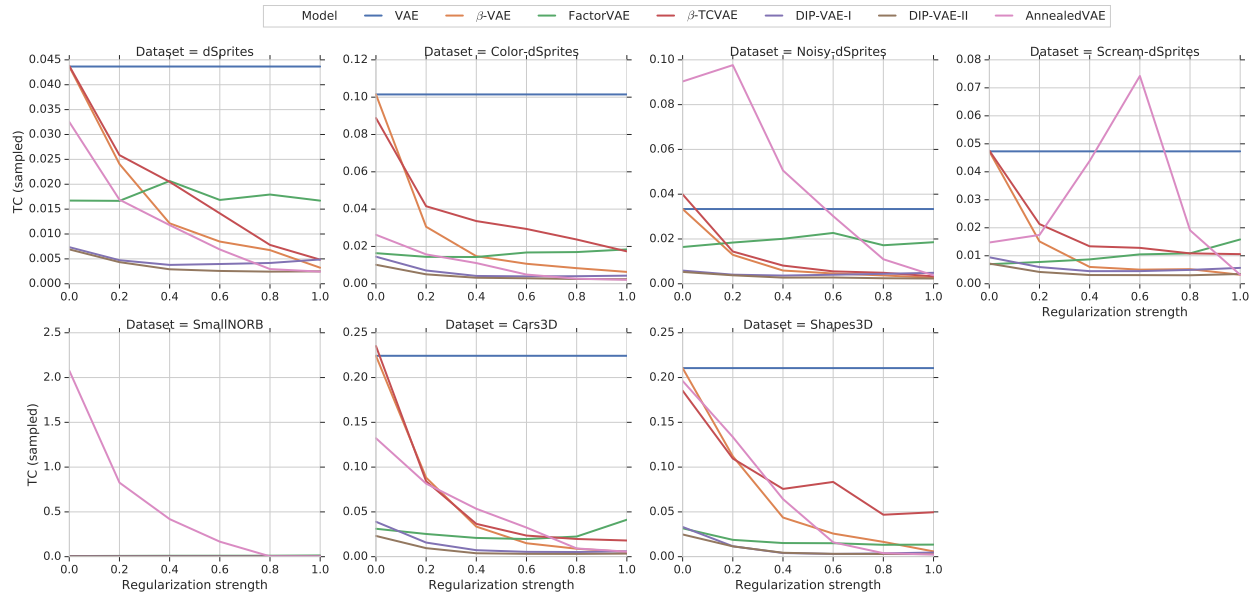 Model VAE β-VAE FactorVAE β-TCVAE DIP-VAE-I DIP-VAE-II AnnealedVAE
Dataset = dSprites
TC (sampled)
0.045
0.040
0.035
0.030
0.025
0.020
0.015
0.010
0.005
0.000
0.0 0.2 0.4 0.6 0.8 1.0
Dataset = Color-dSprites
0.12
0.10
0.08
0.06
0.04
0.02
0.00
0.0 0.2 0.4 0.6 0.8 1.0
Dataset = Noisy-dSprites
0.10
0.08
0.06
0.04
0.02
0.00
0.0 0.2 0.4 0.6 0.8 1.0
Dataset = Scream-dSprites
0.08
0.07
0.06
0.05
0.04
0.03
0.02
0.01
0.00
0.0 0.2 0.4 0.6 0.8 1.0
Regularization strength
Dataset = SmallNORB
TC (sampled)
2.5
2.0
1.5
1.0
0.5
0.0
0.0 0.2 0.4 0.6 0.8 1.0
Regularization strength
Dataset = Cars3D
0.25
0.20
0.15
0.10
0.05
0.00
0.0 0.2 0.4 0.6 0.8 1.0
Regularization strength
Dataset = Shapes3D
0.25
0.20
0.15
0.10
0.05
0.00
0.0 0.2 0.4 0.6 0.8 1.0
Regularization strength